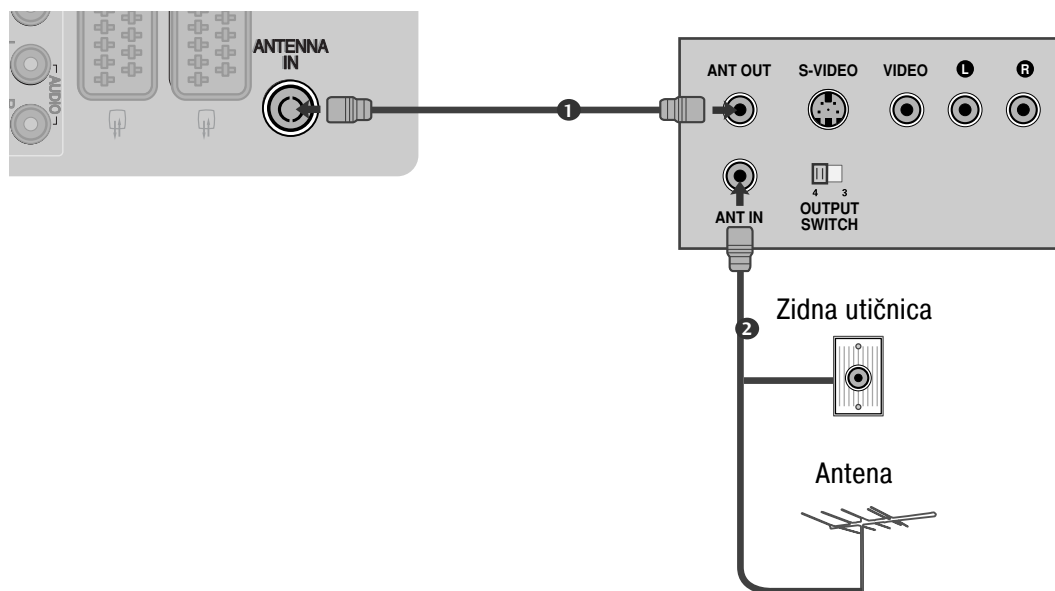 AUDIO
ANTENNA
IN
1
ANT OUT
S-VIDEO
VIDEO
L
R
ANT IN
4 3
OUTPUT
SWITCH
2
Zidna utičnica
Antena